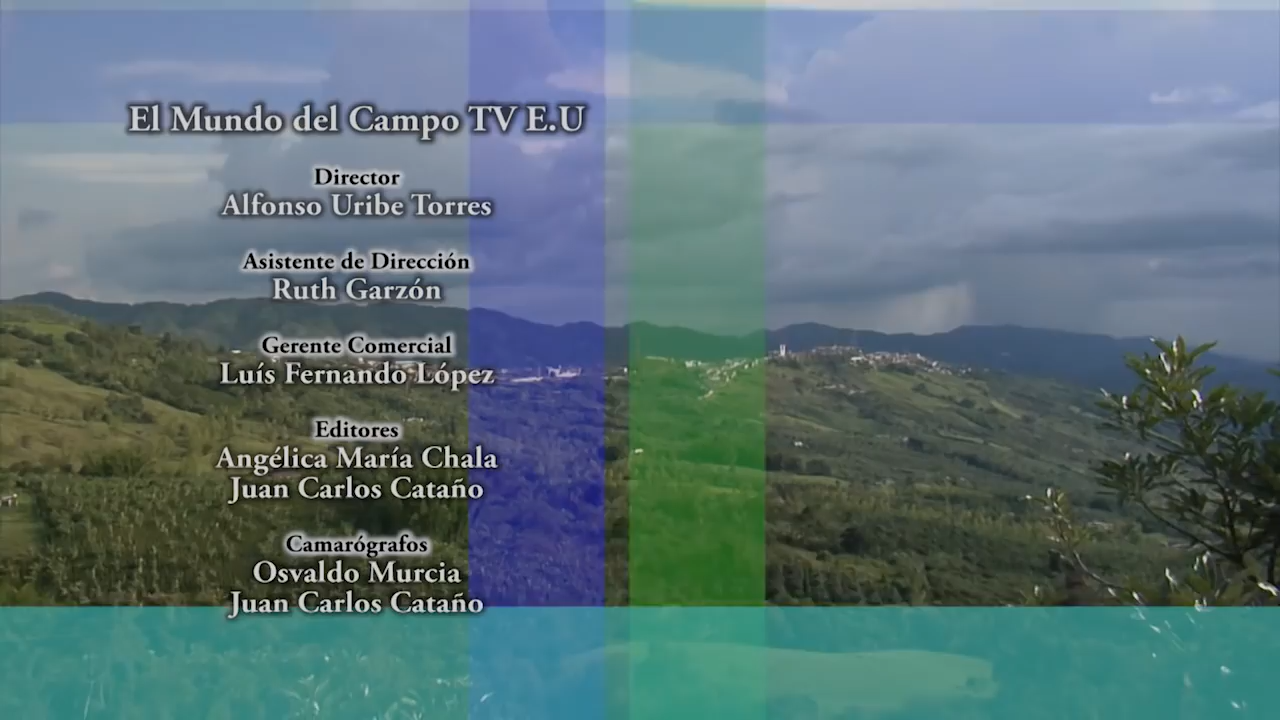 El Mundo del Campo TV E.U
Director
Alfonso Uribe Torres
Asistente de Dirección
Ruth Garzón
Gerente Comercial
Luís Fernando López
Editores
Angélica María Chala
Juan Carlos Cataño
Camarógrafos
Osvaldo Murcia
Juan Carlos Cataño